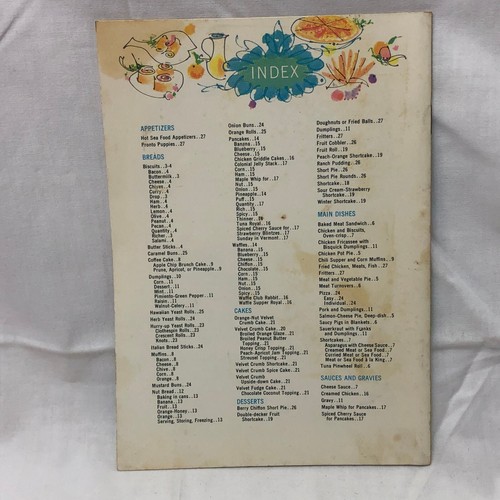 INDEX
APPETIZERS
Hot Sea Food Appetizers..27
Pronto Puppies..27
BREADS
Biscuits..3-4
Bacon..4
Buttermilk..3
Cheese..4
Chives..4
Curry..4
Drop..3
Ham..4
Herb..4
Lemon..4
Olive..4
Peanut..4
Pecan..4
Quantity..4
Richer..3
Salami..4
Butter Sticks..4
Caramel Buns..25
Coffee Cake..8
Apple Chip Brunch Cake..9
Prune, Apricot, or Pineapple..9
Dumplings..10
Corn..11
Dessert..11
Mint..11
Pimiento-Green Pepper..11
Raisin..11
Walnut-Celery..11
Hawaiian Yeast Rolls..25
Herb Yeast Rolls..24
Hurry-up Yeast Rolls..23
Cloverleafe Rolls..23
Crescent Rolls..23
Knots..23
Italian Bread Sticks..24
Muffins..8
Bacon..8
Cheese..8
Chive..8
Corn..8
Orange..8
Mustard Buns..24
Nut Bread..12
Baking in cans..13
Banana..13
Fruit..13
Orange-Honey..13
Orange..13
Serving, Storing, Freezing..13
Onion Buns..24
Orange Rolls..25
Pancakes..14
Banana..15
Blueberry..15
Cheese..15
Chicken Griddle Cakes..16
Colonial Jelly Stack..17
Corn..15
Ham..15
Maple Whip for..17
Nut..15
Onion..15
Pineapple..14
Puff..15
Quantity..17
Rich..15
Spicy..15
Thinner..15
Tuna Royal..16
Spiced Cherry Sauce for..17
Strawberry Blintzes..17
Sunday in Vermont..17
Waffles..14
Banana..15
Blueberry..15
Cheese..15
Chiffon..15
Chocolate..15
Corn..15
Ham..15
Nut..15
Onion..15
Spicy..15
Waffle Club Rabbit..16
Waffle Supper Royal..16
CAKES
Orange-Nut Velvet
Crumb Cake..21
Velvet Crumb Cake..20
Broiled Orange Glaze..21
Broiled Peanut Butter
Topping..21
Honey Crisp Topping..21
Peach-Apricot Jam Topping..21
Streusel Topping..21
Velvet Crumb Shortcake..21
Velvet Crumb Spice Cake..21
Velvet Crumb
Upside-down Cake..21
Velvet Fudge Cake..21
Chocolate Coconut Topping..21
DESSERTS
Berry Chiffon Short Pie..26
Double-decker Fruit
Shortcake..19
Doughnuts or Fried Balls..27
Dumplings..11
Fritters..27
Fruit Cobbler..26
Fruit Roll..19
Peach-Orange Shortcake..19
Ranch Pudding..26
Short Pie..26
Short Pie Rounds..26
Shortcake..19
Sour Cream-Strawberry
Shortcake..19
Winter Shortcake..19
MAIN DISHES
Baked Meat Sandwich..6
Chicken and Biscuits,
Oven-crisp..7
Chicken Fricassee with
Bisquick Dumplings..11
Chicken Pot Pie..5
Chili Supper and Corn Muffins..9
Fried Chicken, Meats, Fish..27
Fritters..27
Meat and Vegetable Pie..5
Meat Turnovers..6
Pizza..24
Easy..24
Individual..24
Pork and Dumplings..11
Salmon-Cheese Pie, Deep-dish..5
Saucy Pigs in Blankets..6
Sauerkraut with Franks
and Dumplings..11
Shortcakes..7
Asparagus with Cheese Sauce..7
Creamed Meat or Sea Food..7
Curried Meat or Sea Food..7
Meat or Sea Food..7
Meat or Sea Food à la King..7
Tuna Pinwheel Roll..6
SAUCES AND GRAVIES
Cheese Sauce..7
Creamed Chicken..16
Gravy..11
Maple Whip for Pancakes..17
Spiced Cherry Sauce
for Pancakes..17